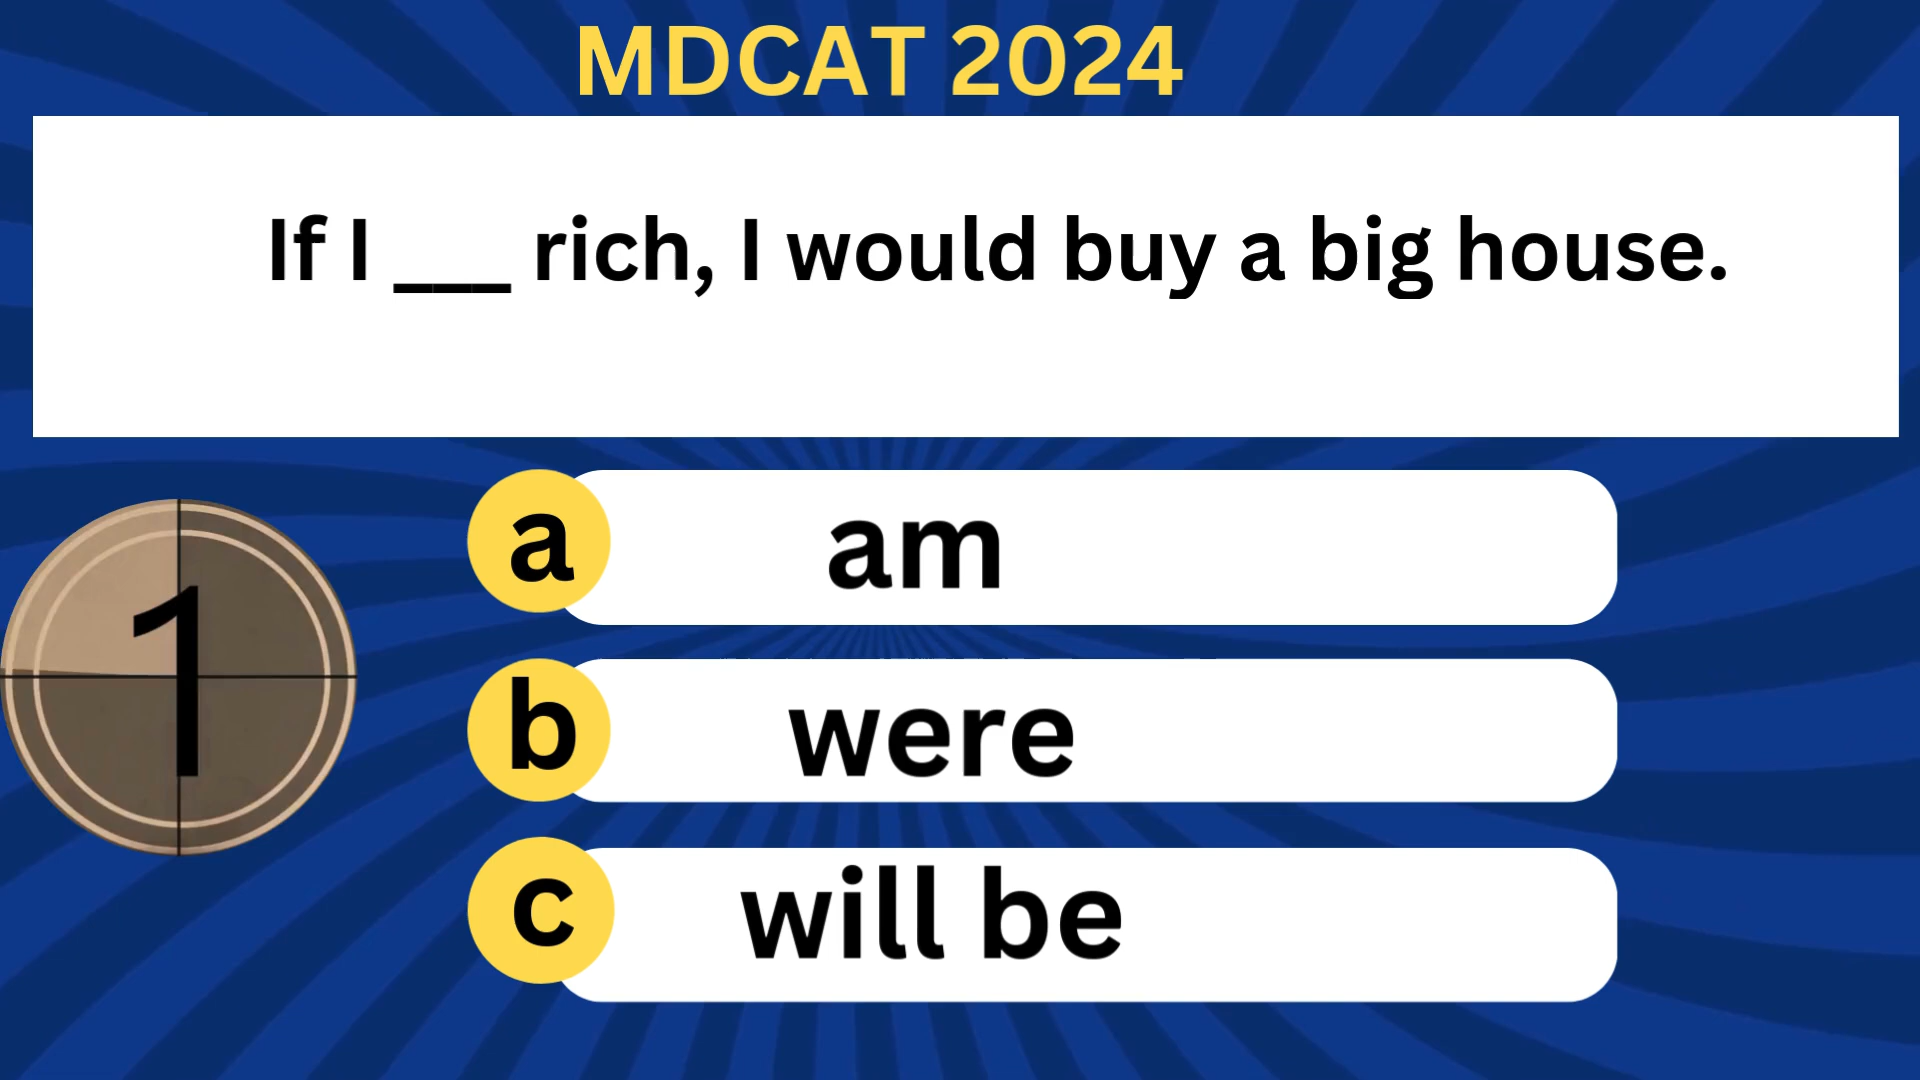 MDCAT 2024
If I ___ rich, I would buy a big house.
a am
1
b were
c will be